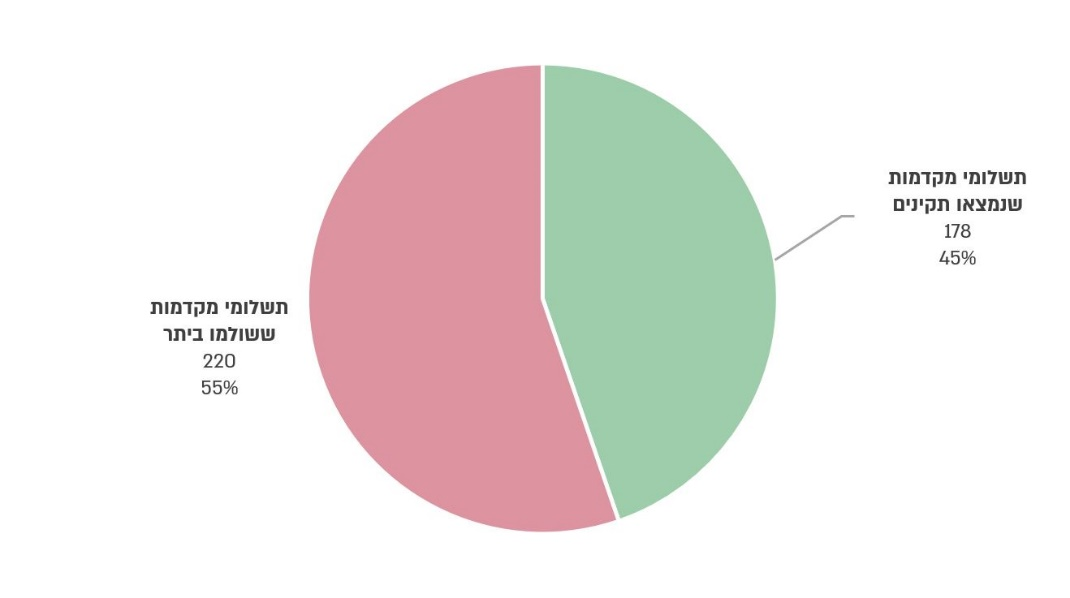 תשלומי מקדמות
שנמצאו תקינים
178
45%
תשלומי מקדמות
ששולמו ביתר
220
55%